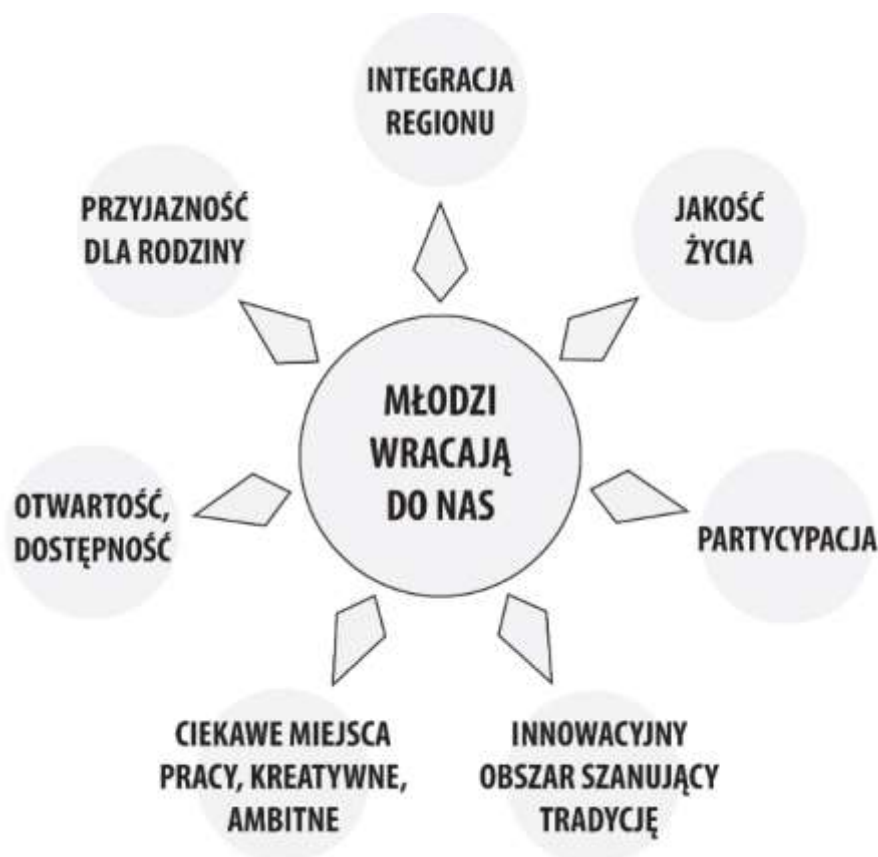 INTEGRACJA
REGIONU
PRZYJAZNOŚĆ
DLA RODZINY
JAKOŚĆ
ŻYCIA
MŁODZI
WRACAJĄ
DO NAS
OTWARTOŚĆ,
DOSTĘPNOŚĆ
PARTYCYPACJA
CIEKAWE MIEJSCA
PRACY, KREATYWNE,
AMBITNE
INNOWACYJNY
OBSZAR SZANUJĄCY
TRADYCJĘ